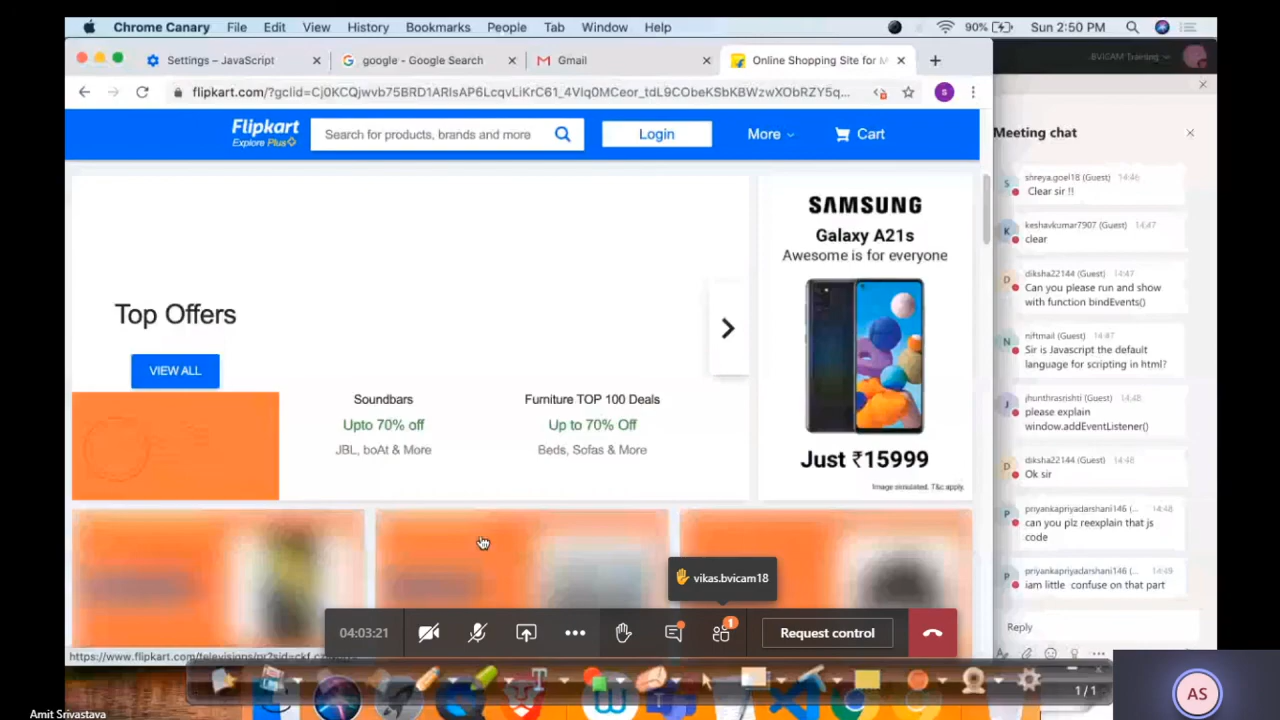 Chrome Canary File Edit View History Bookmarks People Tab Window Help 90% Sun 2:50 PM
Settings – JavaScript
google - Google Search
Gmail
Online Shopping Site for M
BVICAM Training
flipkart.com/?gclid=
Flipkart
Explore Plus
Search for products, brands and more
Login
More
Cart
Top Offers
VIEW ALL
Soundbars
Upto 70% off
JBL, boAt & More
Furniture TOP 100 Deals
Up to 70% Off
Beds, Sofas & More
SAMSUNG
Galaxy A21s
Awesome is for everyone
Just ₹15999
Image simulated. T&c apply.
Meeting chat
S
shreya.goel18 (Guest) 14:46
Clear sir !!
K
keshavkumar7907 (Guest) 14:47
clear
D
diksha22144 (Guest) 14:47
Can you please run and show
with function bindEvents()
N
niftmail (Guest) 14:47
Sir is Javascript the default
language for scripting in html?
J
jhunthrasrishti (Guest) 14:48
please explain
window.addEventListener()
D
diksha22144 (Guest) 14:48
Ok sir
P
priyankapriyadarshani146 (... 14:48
can you plz reexplain that js
code
P
priyankapriyadarshani146 (... 14:49
iam little confuse on that part
Reply
vikas.bvicam18
04:03:21
1
Request control
1/1
AS
Amit Srivastava